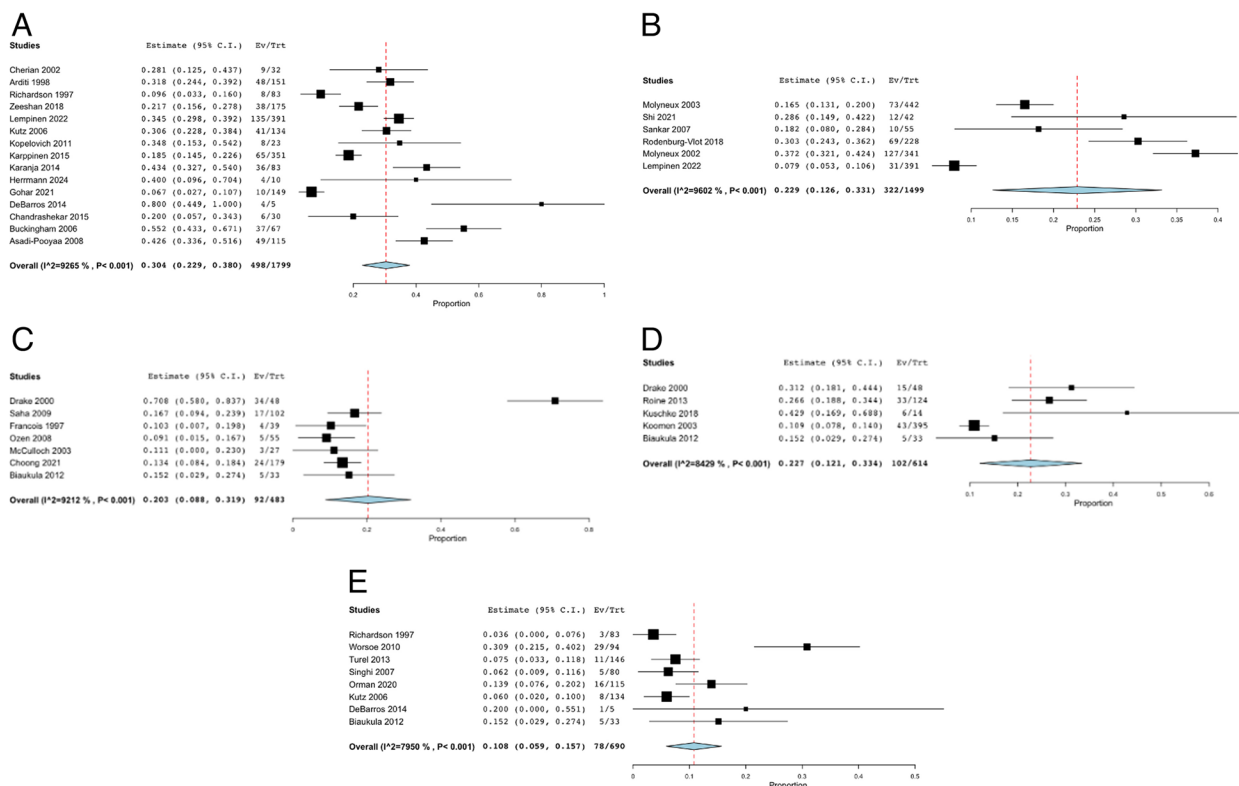 A
Studies Estimate (95% C.I.) Ev/Trt
Cherian 2002 0.281 (0.125, 0.437) 9/32
Arditi 1998 0.318 (0.244, 0.392) 48/151
Richardson 1997 0.096 (0.033, 0.160) 8/83
Zeeshan 2018 0.217 (0.156, 0.278) 38/175
Lempinen 2022 0.345 (0.298, 0.392) 135/391
Kutz 2006 0.306 (0.228, 0.384) 41/134
Kopelovich 2011 0.348 (0.153, 0.542) 8/23
Karppinen 2015 0.185 (0.145, 0.226) 65/351
Karanja 2014 0.434 (0.327, 0.540) 36/83
Herrmann 2024 0.400 (0.096, 0.704) 4/10
Gohar 2021 0.067 (0.027, 0.107) 10/149
DeBarros 2014 0.800 (0.449, 1.000) 4/5
Chandrashekar 2015 0.200 (0.057, 0.343) 6/30
Buckingham 2006 0.552 (0.433, 0.671) 37/67
Asadi-Pooyaa 2008 0.426 (0.336, 0.516) 49/115
Overall (I^2=9265 % , P< 0.001) 0.304 (0.229, 0.380) 498/1799
0.2 0.4 0.6 0.8 1
Proportion
B
Studies Estimate (95% C.I.) Ev/Trt
Molyneux 2003 0.165 (0.131, 0.200) 73/442
Shi 2021 0.286 (0.149, 0.422) 12/42
Sankar 2007 0.182 (0.080, 0.284) 10/55
Rodenburg-Vlot 2018 0.303 (0.243, 0.362) 69/228
Molyneux 2002 0.372 (0.321, 0.424) 127/341
Lempinen 2022 0.079 (0.053, 0.106) 31/391
Overall (I^2=9602 % , P< 0.001) 0.229 (0.126, 0.331) 322/1499
0.1 0.15 0.2 0.25 0.3 0.35 0.4
Proportion
C
Studies Estimate (95% C.I.) Ev/Trt
Drake 2000 0.708 (0.580, 0.837) 34/48
Saha 2009 0.167 (0.094, 0.239) 17/102
Francois 1997 0.103 (0.007, 0.198) 4/39
Ozen 2008 0.091 (0.015, 0.167) 5/55
McCulloch 2003 0.111 (0.000, 0.230) 3/27
Choong 2021 0.134 (0.084, 0.184) 24/179
Biaukula 2012 0.152 (0.029, 0.274) 5/33
Overall (I^2=9212 % , P< 0.001) 0.203 (0.088, 0.319) 92/483
0 0.2 0.4 0.6 0.8
Proportion
D
Studies Estimate (95% C.I.) Ev/Trt
Drake 2000 0.312 (0.181, 0.444) 15/48
Roine 2013 0.266 (0.188, 0.344) 33/124
Kuschke 2018 0.429 (0.169, 0.688) 6/14
Koomen 2003 0.109 (0.078, 0.140) 43/395
Biaukula 2012 0.152 (0.029, 0.274) 5/33
Overall (I^2=8429 % , P< 0.001) 0.227 (0.121, 0.334) 102/614
0.1 0.2 0.3 0.4 0.5 0.6
Proportion
E
Studies Estimate (95% C.I.) Ev/Trt
Richardson 1997 0.036 (0.000, 0.076) 3/83
Worsoe 2010 0.309 (0.215, 0.402) 29/94
Turel 2013 0.075 (0.033, 0.118) 11/146
Singhi 2007 0.062 (0.009, 0.116) 5/80
Orman 2020 0.139 (0.076, 0.202) 16/115
Kutz 2006 0.060 (0.020, 0.100) 8/134
DeBarros 2014 0.200 (0.000, 0.551) 1/5
Biaukula 2012 0.152 (0.029, 0.274) 5/33
Overall (I^2=7950 % , P< 0.001) 0.108 (0.059, 0.157) 78/690
0 0.1 0.2 0.3 0.4 0.5
Proportion